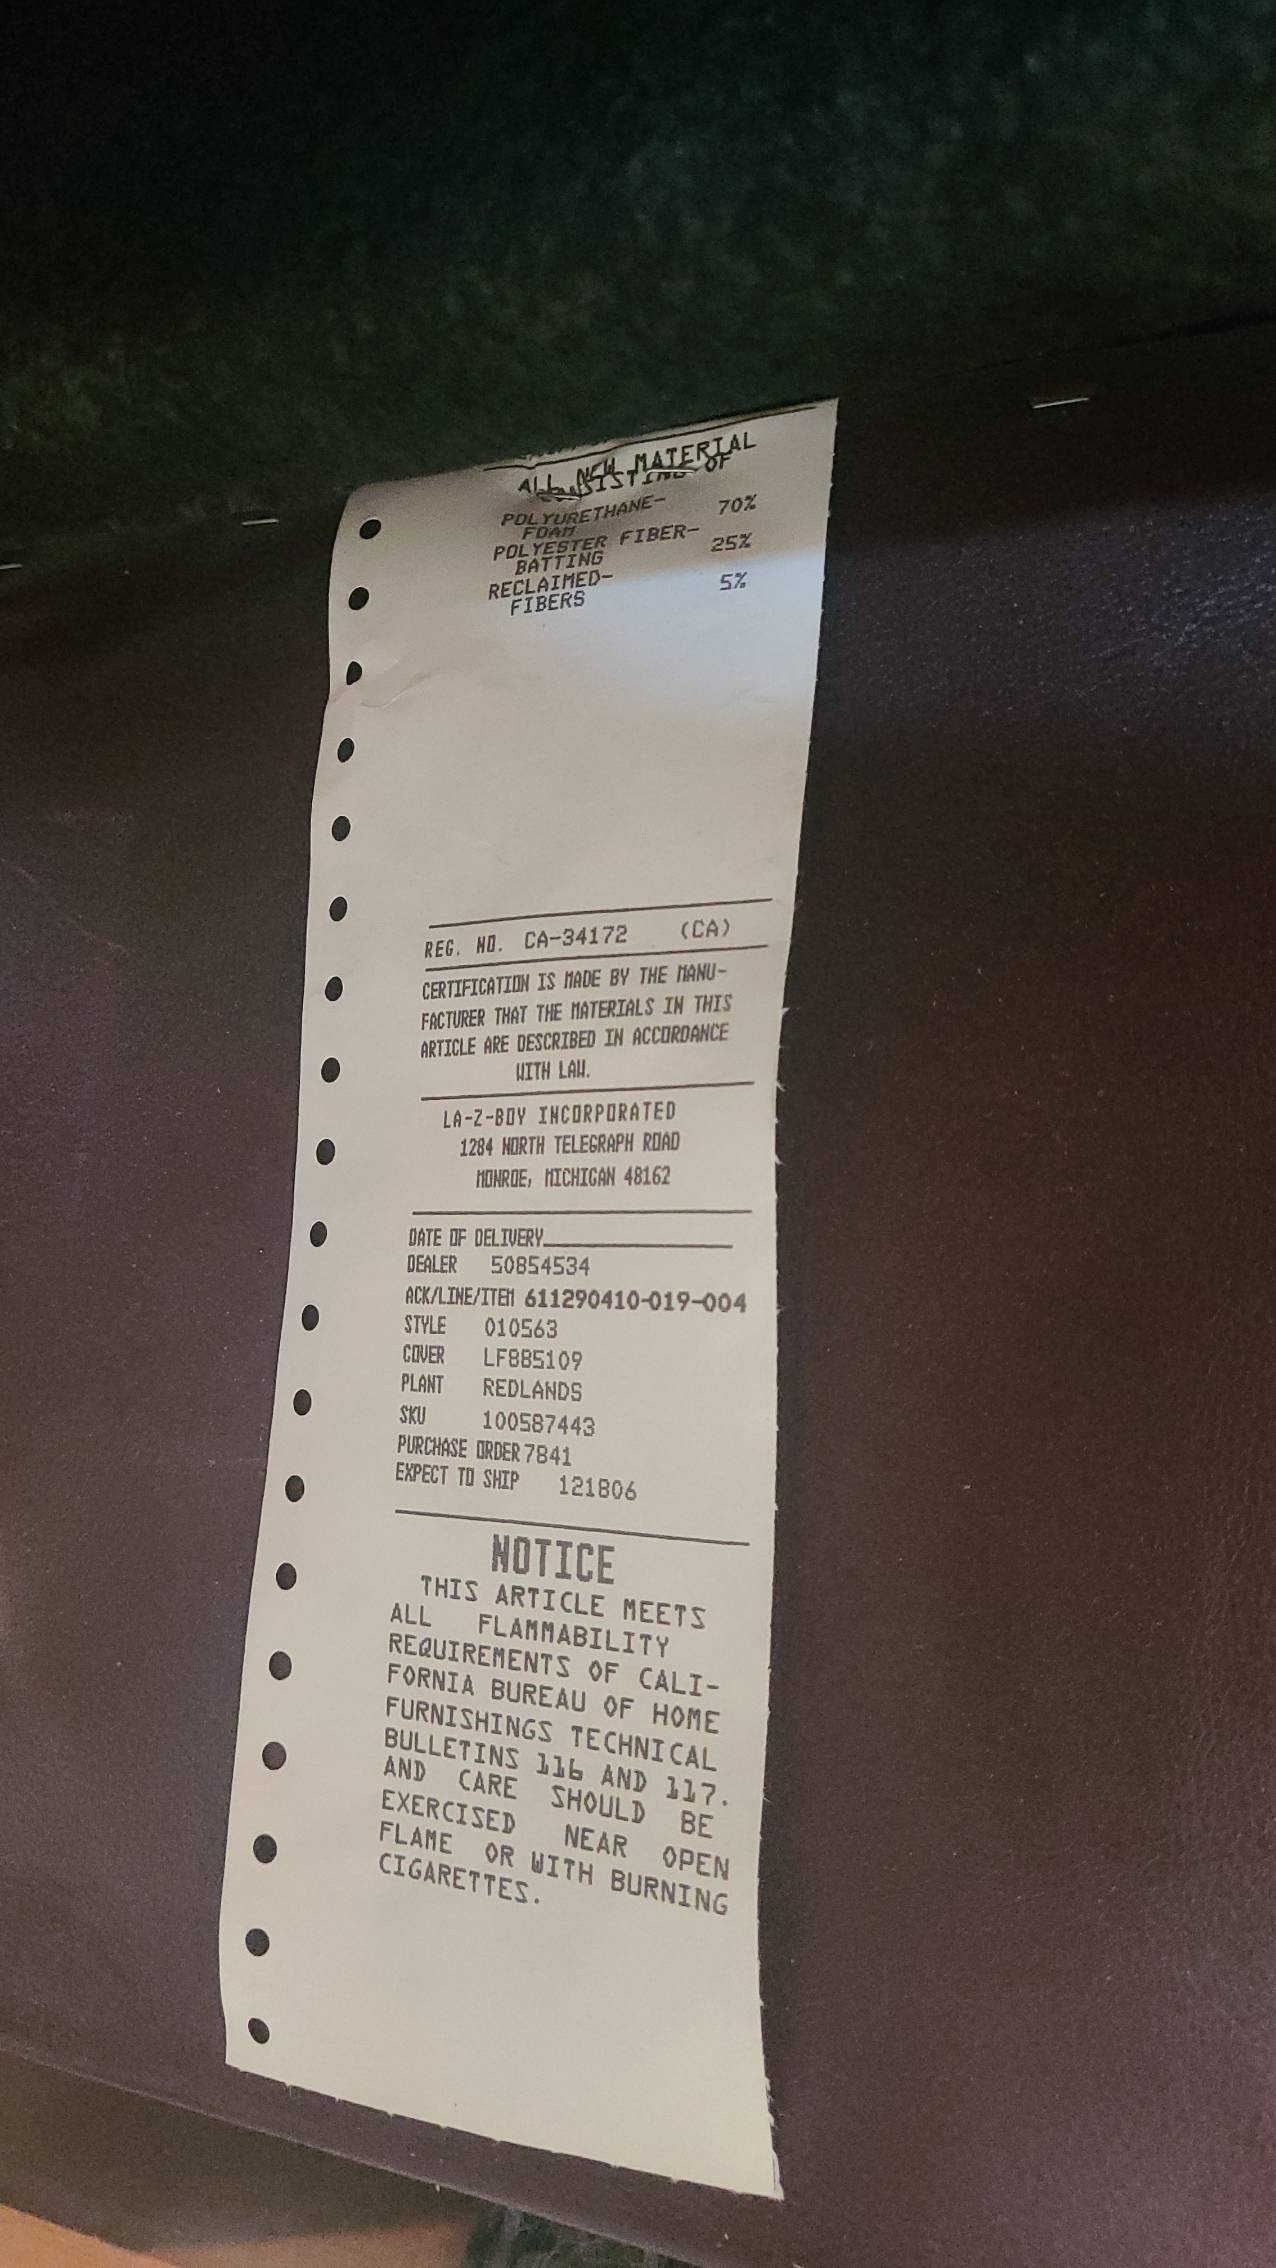 ALL NEW MATERIAL
CONSISTING OF
POLYURETHANE- 70%
FOAM
POLYESTER FIBER- 25%
BATTING
RECLAIMED- 5%
FIBERS
REG. NO. CA-34172 (CA)
CERTIFICATION IS MADE BY THE MANU-
FACTURER THAT THE MATERIALS IN THIS
ARTICLE ARE DESCRIBED IN ACCORDANCE
WITH LAW.
LA-Z-BOY INCORPORATED
1284 NORTH TELEGRAPH ROAD
MONROE, MICHIGAN 48162
DATE OF DELIVERY
DEALER 50854534
ACK/LINE/ITEM 611290410-019-004
STYLE 010563
COVER LF885109
PLANT REDLANDS
SKU 100587443
PURCHASE ORDER 7841
EXPECT TO SHIP 121806
NOTICE
THIS ARTICLE MEETS
ALL FLAMMABILITY
REQUIREMENTS OF CALI-
FORNIA BUREAU OF HOME
FURNISHINGS TECHNICAL
BULLETINS 116 AND 117.
AND CARE SHOULD BE
EXERCISED NEAR OPEN
FLAME OR WITH BURNING
CIGARETTES.